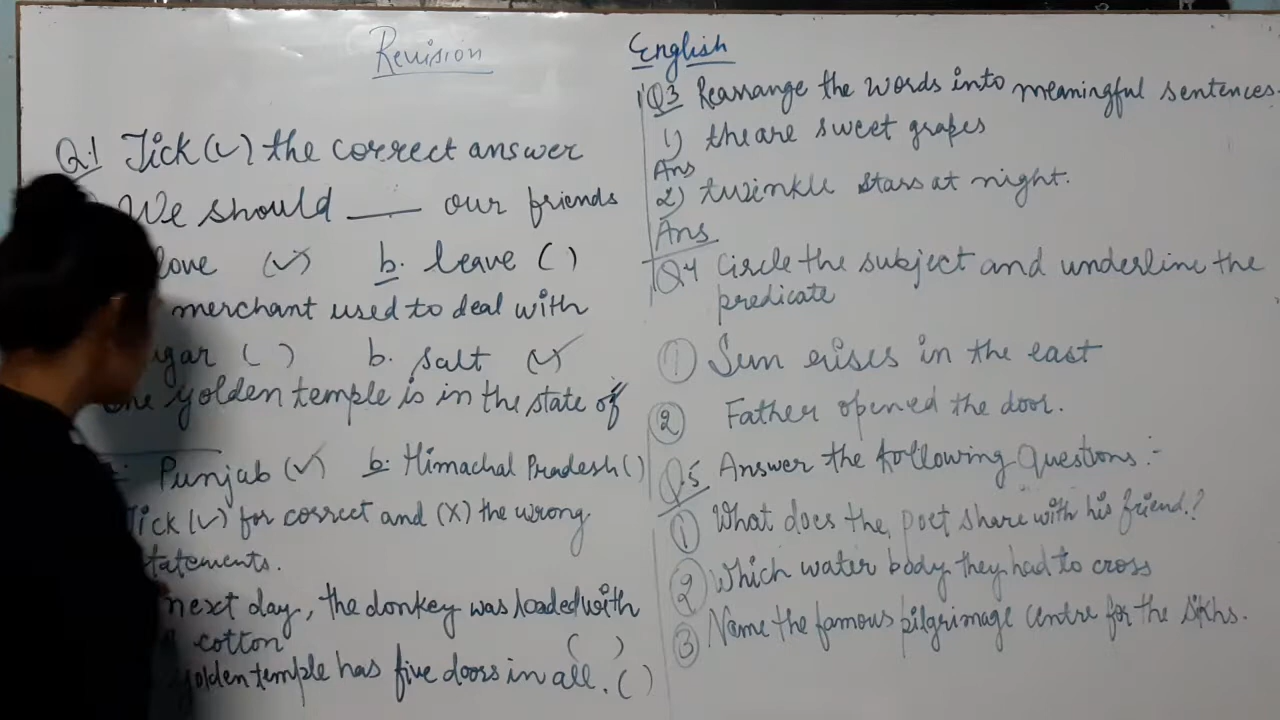 Revision
English
Q1 Tick (✓) the correct answer
We should ___ our friends
love (✓) b. leave ( )
merchant used to deal with
( ) b. salt (✓)
golden temple is in the state of
Punjab (✓) b. Himachal Pradesh ( )
Tick (✓) for correct and (X) the wrong
statements.
next day, the donkey was loaded with
cotton ( )
golden temple has five doors in all. ( )
Q3 Rearrange the words into meaningful sentences.
1) the are sweet grapes
Ans
2) twinkle stars at night.
Ans
Q4 Circle the subject and underline the
predicate
① Sun erises in the east
② Father opened the door.
Q.5 Answer the following Questions :-
① What does the poet share with his friend.?
② Which water body they had to cross
③ Name the famous pilgrimage centre for the Sikhs.